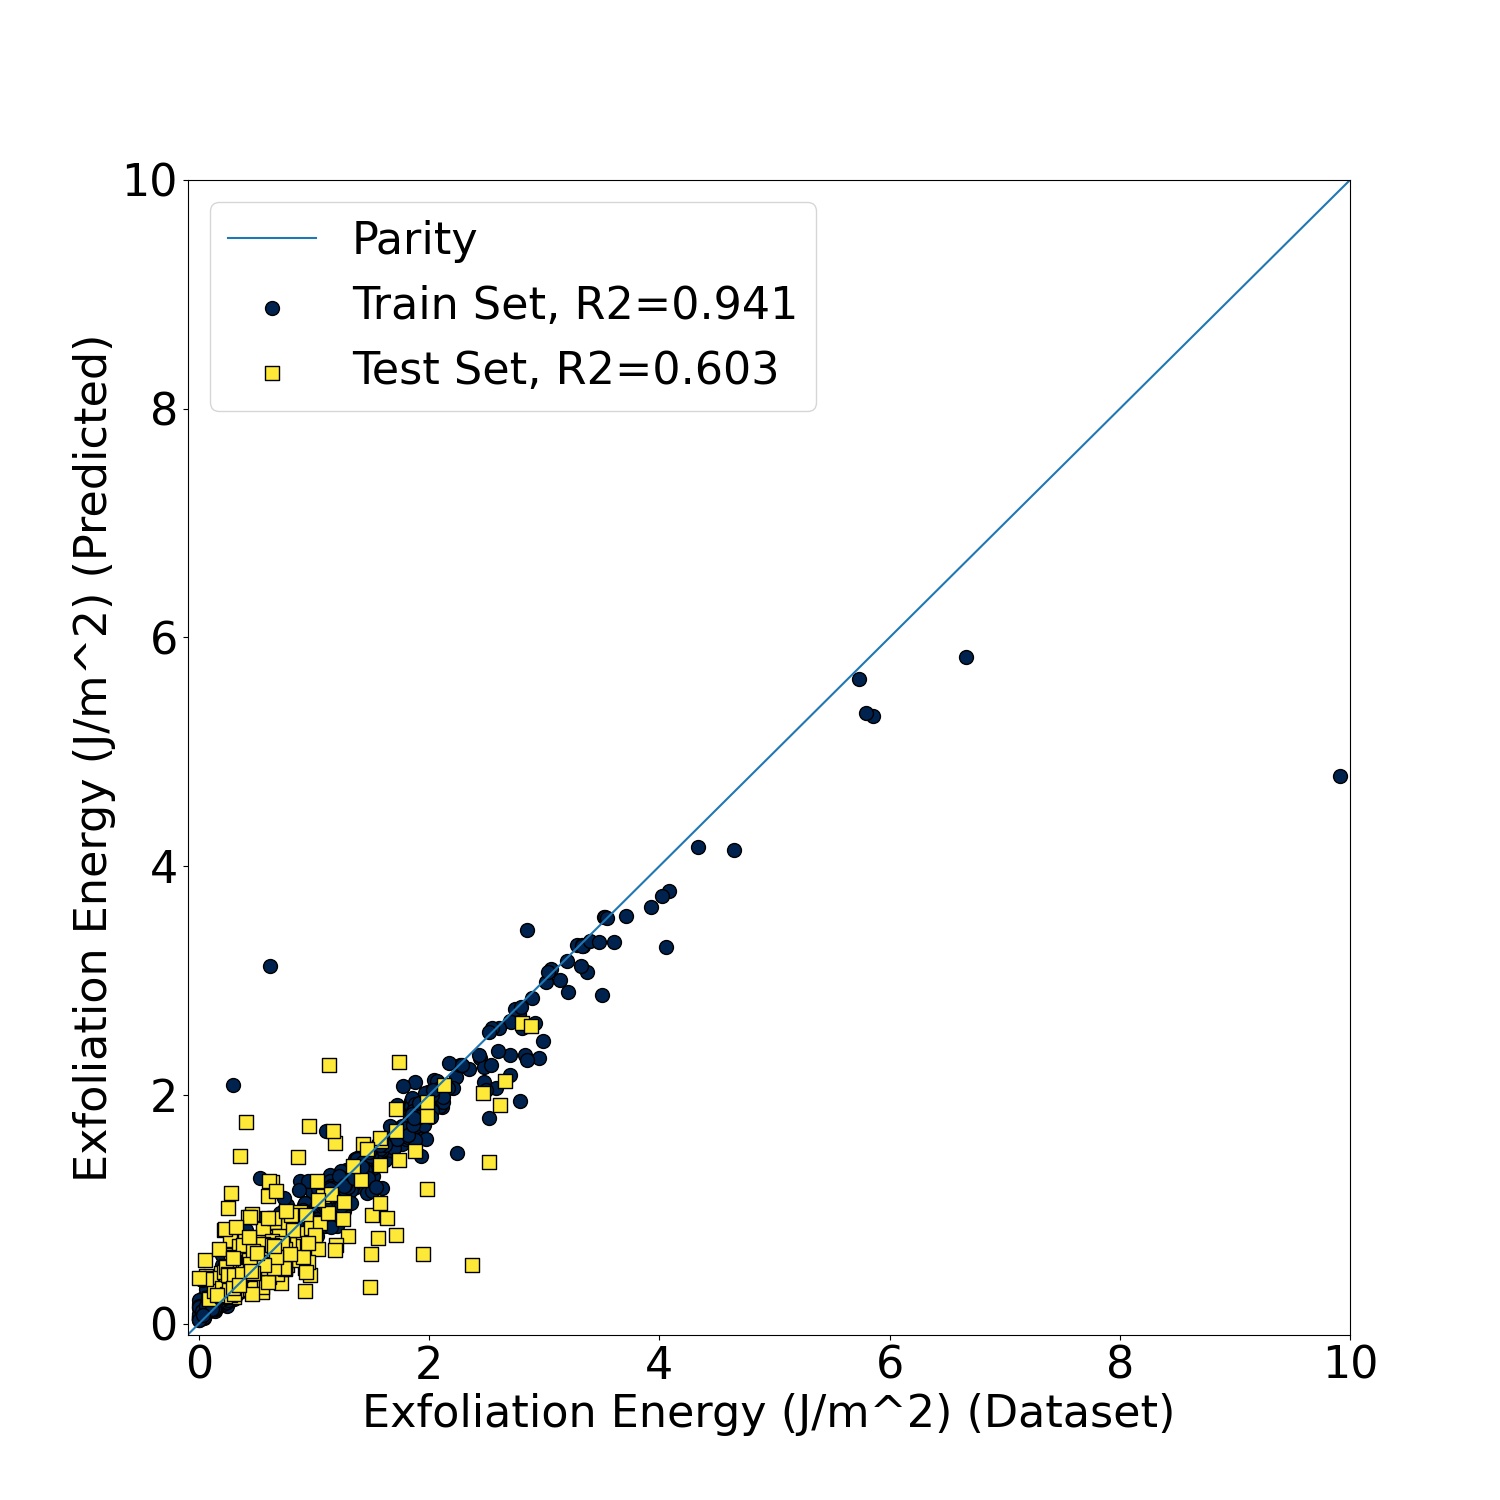 10
8
6
4
2
0
Exfoliation Energy (J/m^2) (Predicted)
Parity
Train Set, R2=0.941
Test Set, R2=0.603
0 2 4 6 8 10
Exfoliation Energy (J/m^2) (Dataset)